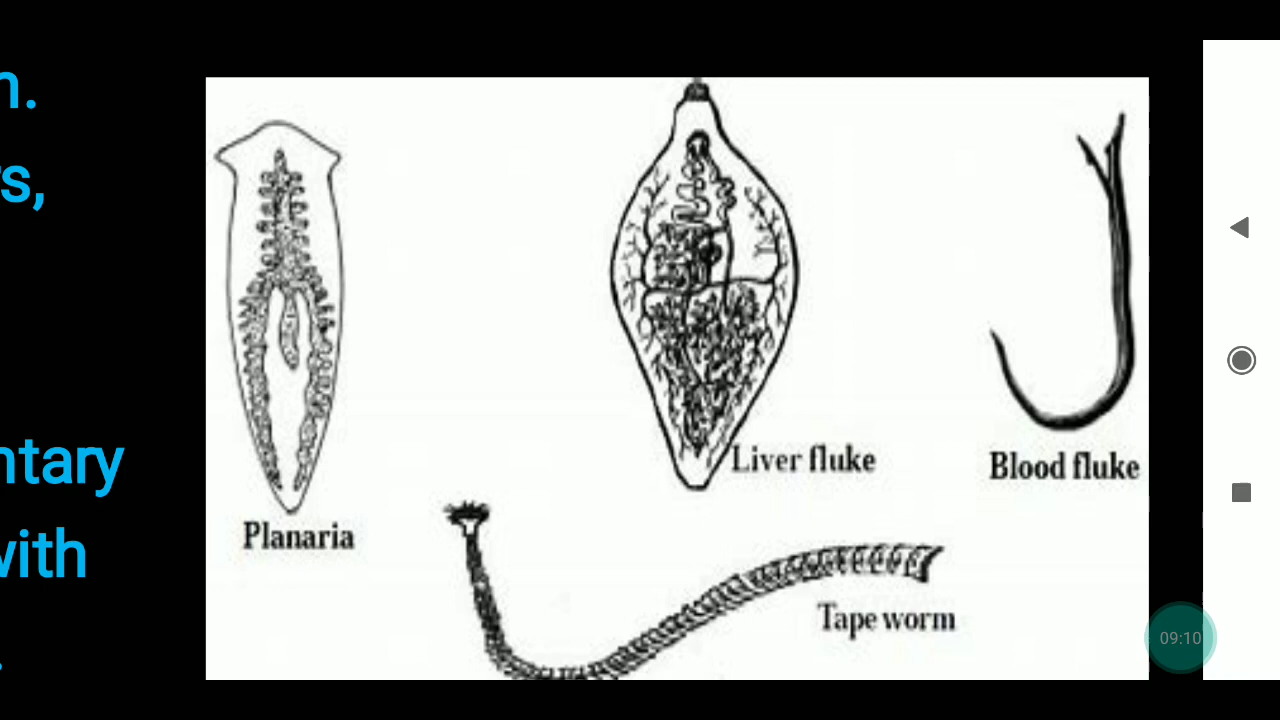 n.
s,
ntary
with
Planaria
Liver fluke
Blood fluke
Tape worm
09:10